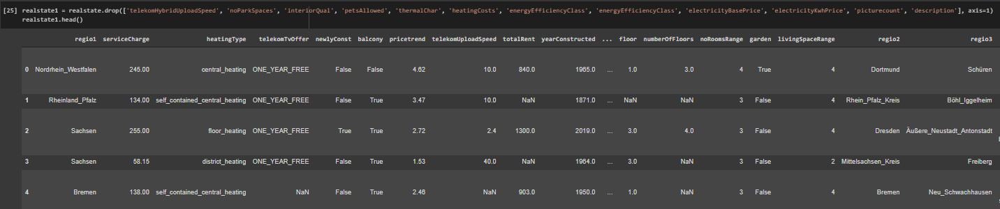 [25] realstate1 = realstate.drop(['telekomHybridUploadSpeed', 'noParkSpaces', 'interiorQual', 'petsAllowed', 'thermalChar', 'heatingCosts', 'energyEfficiencyClass', 'energyEfficiencyClass', 'electricityBasePrice', 'electricityKwhPrice', 'picturecount', 'description'], axis=1)
realstate1.head()
regio1 serviceCharge heatingType telekomTvOffer newlyConst balcony pricetrend telekomUploadSpeed totalRent yearConstructed ... floor numberOfFloors noRoomsRange garden livingSpaceRange regio2 regio3
0 Nordrhein_Westfalen 245.00 central_heating ONE_YEAR_FREE False False 4.62 10.0 840.0 1965.0 ... 1.0 3.0 4 True 4 Dortmund Schüren
1 Rheinland_Pfalz 134.00 self_contained_central_heating ONE_YEAR_FREE False True 3.47 10.0 NaN 1871.0 ... NaN NaN 3 False 4 Rhein_Pfalz_Kreis Böhl_Iggelheim
2 Sachsen 255.00 floor_heating ONE_YEAR_FREE True True 2.72 2.4 1300.0 2019.0 ... 3.0 4.0 3 False 4 Dresden Äußere_Neustadt_Antonstadt
3 Sachsen 58.15 district_heating ONE_YEAR_FREE False True 1.53 40.0 NaN 1964.0 ... 3.0 NaN 3 False 2 Mittelsachsen_Kreis Freiberg
4 Bremen 138.00 self_contained_central_heating NaN False True 2.46 NaN 903.0 1950.0 ... 1.0 NaN 3 False 4 Bremen Neu_Schwachhausen